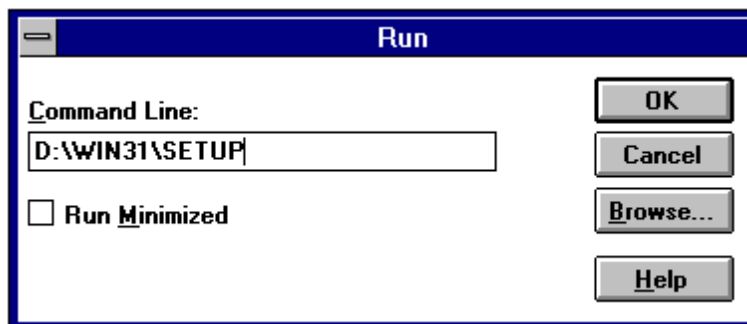 Run
Command Line:
D:\WIN31\SETUP
Run Minimized
OK
Cancel
Browse...
Help